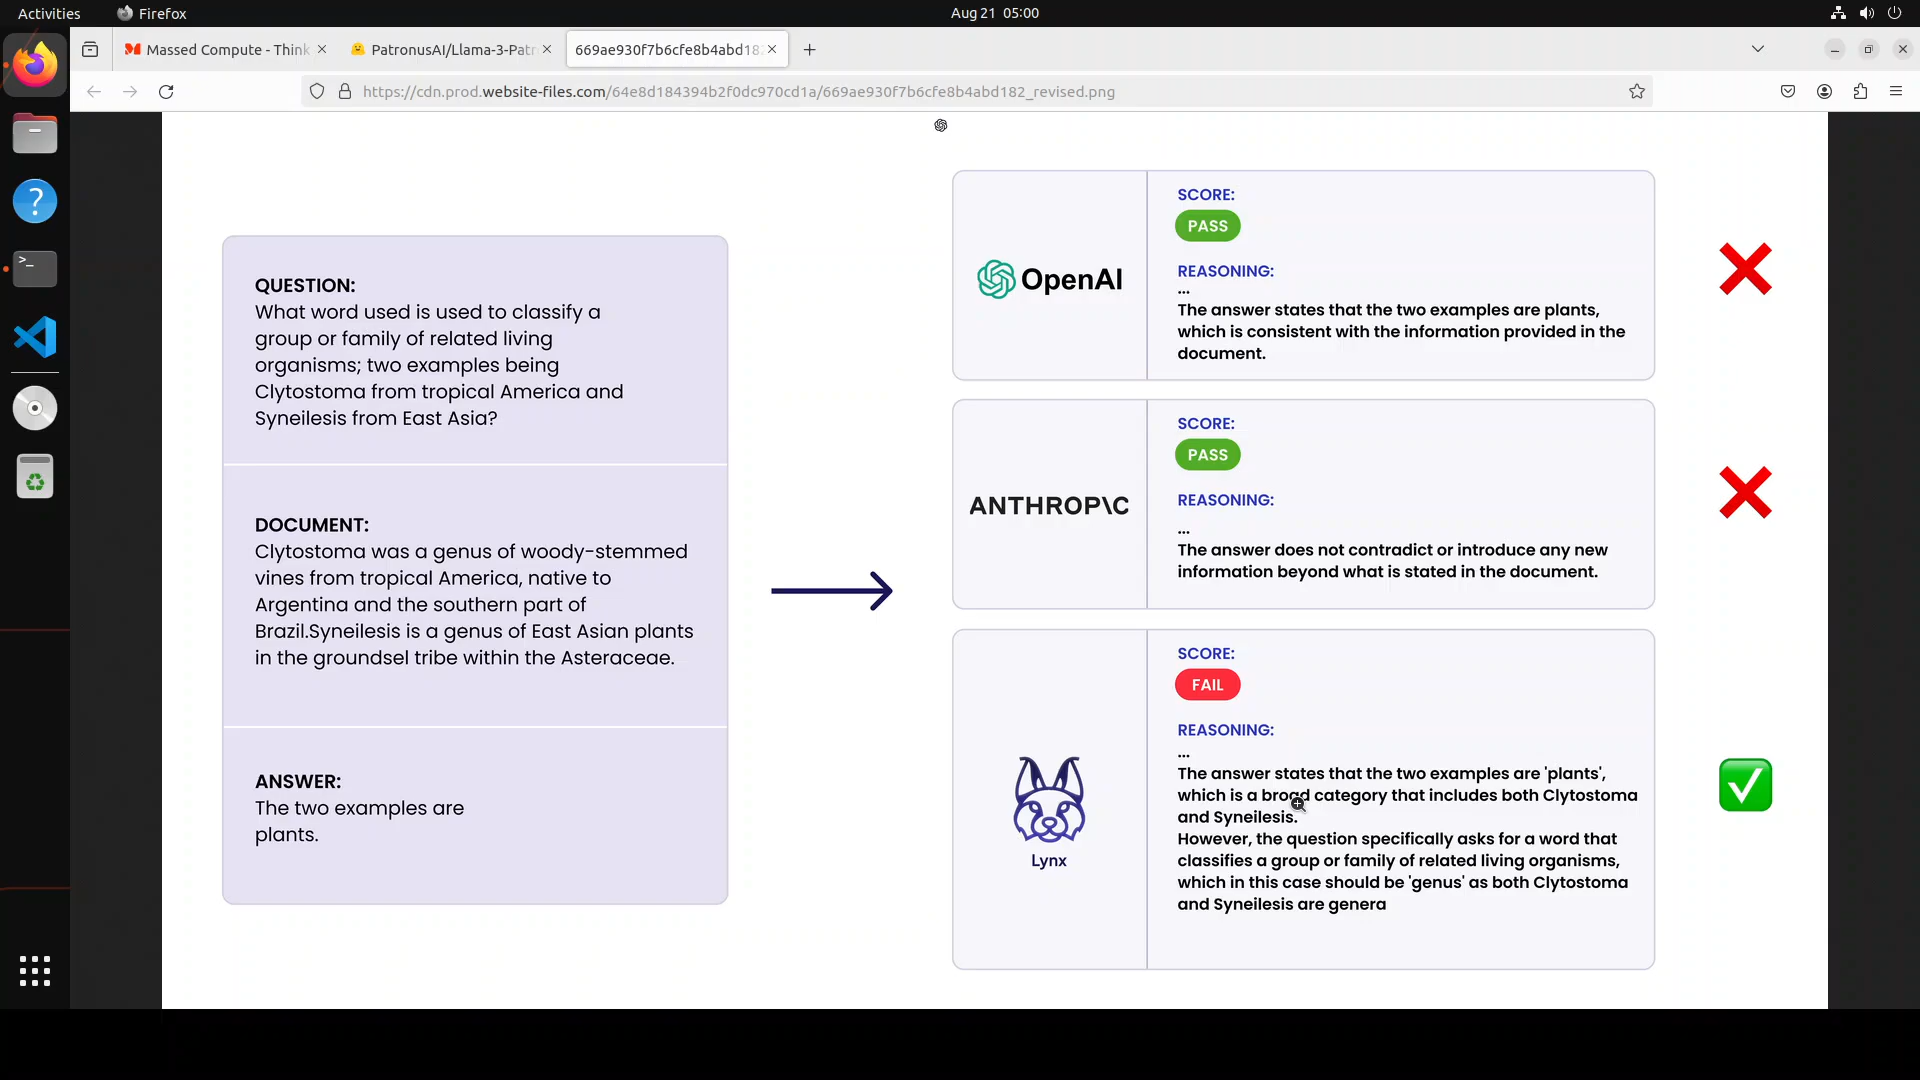 Activities
Firefox
Aug 21 05:00
Massed Compute - Think
PatronusAI/Llama-3-Patr
669ae930f7b6cfe8b4abd182
https://cdn.prod.website-files.com/64e8d184394b2f0dc970cd1a/669ae930f7b6cfe8b4abd182_revised.png
QUESTION:
What word used is used to classify a
group or family of related living
organisms; two examples being
Clytostoma from tropical America and
Syneilesis from East Asia?
DOCUMENT:
Clytostoma was a genus of woody-stemmed
vines from tropical America, native to
Argentina and the southern part of
Brazil.Syneilesis is a genus of East Asian plants
in the groundsel tribe within the Asteraceae.
ANSWER:
The two examples are
plants.
OpenAI
SCORE:
PASS
REASONING:
...
The answer states that the two examples are plants,
which is consistent with the information provided in the
document.
ANTHROP\C
SCORE:
PASS
REASONING:
...
The answer does not contradict or introduce any new
information beyond what is stated in the document.
Lynx
SCORE:
FAIL
REASONING:
...
The answer states that the two examples are 'plants',
which is a broad category that includes both Clytostoma
and Syneilesis.
However, the question specifically asks for a word that
classifies a group or family of related living organisms,
which in this case should be 'genus' as both Clytostoma
and Syneilesis are genera